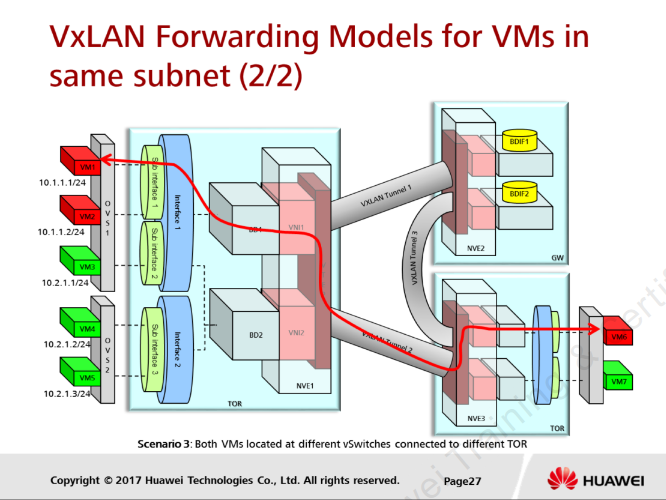 VxLAN Forwarding Models for VMs in
same subnet (2/2)
VM1
10.1.1.1/24
VM2
10.1.1.2/24
VM3
10.2.1.1/24
VM4
10.2.1.2/24
VM5
10.2.1.3/24
OVS1
OVS2
Sub interface 1
Sub interface 2
Sub interface 3
Interface 1
Interface 2
BD1
VNI1
BD2
VNI2
NVE1
TOR
VXLAN Tunnel 1
VXLAN Tunnel 3
VXLAN Tunnel 2
BDIF1
BDIF2
NVE2
GW
NVE3
TOR
VM6
VM7
Scenario 3: Both VMs located at different vSwitches connected to different TOR
Copyright © 2017 Huawei Technologies Co., Ltd. All rights reserved.
Page27
HUAWEI